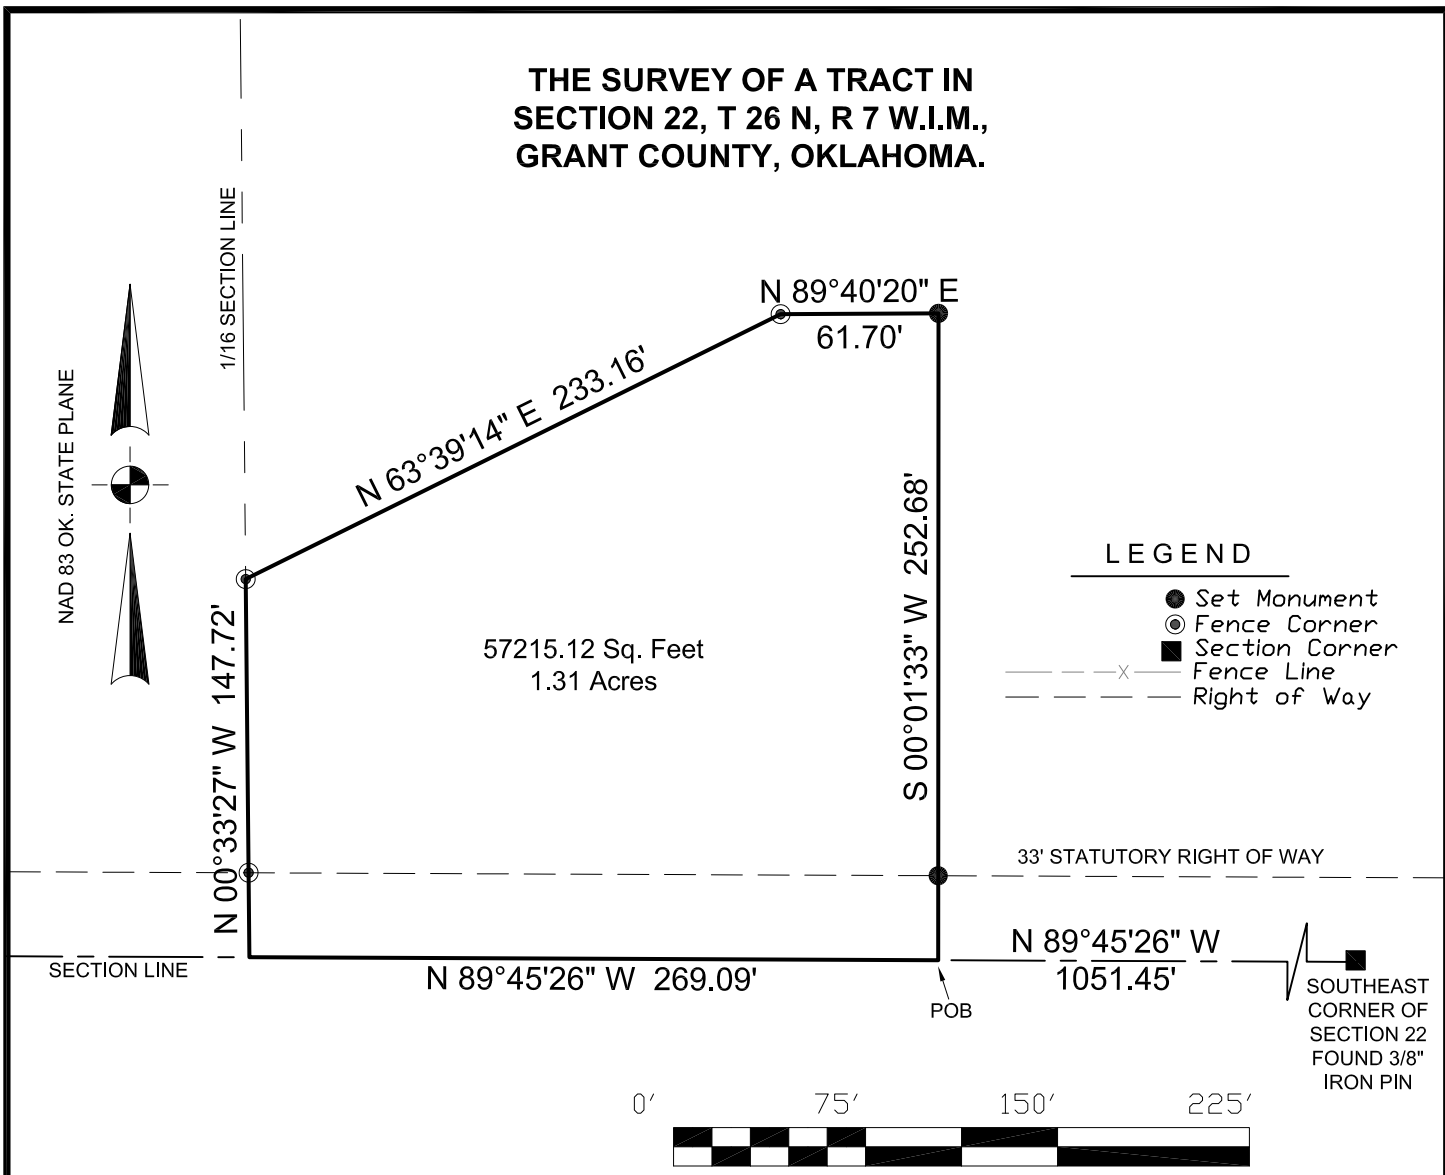 THE SURVEY OF A TRACT IN
SECTION 22, T 26 N, R 7 W.I.M.,
GRANT COUNTY, OKLAHOMA.
1/16 SECTION LINE
NAD 83 OK. STATE PLANE
N 89°40'20" E
61.70'
N 63°39'14" E 233.16'
S 00°01'33" W 252.68'
N 00°33'27" W 147.72'
57215.12 Sq. Feet
1.31 Acres
LEGEND
Set Monument
Fence Corner
Section Corner
X Fence Line
Right of Way
33' STATUTORY RIGHT OF WAY
SECTION LINE
N 89°45'26" W 269.09'
N 89°45'26" W
1051.45'
POB
SOUTHEAST
CORNER OF
SECTION 22
FOUND 3/8"
IRON PIN
0' 75' 150' 225'